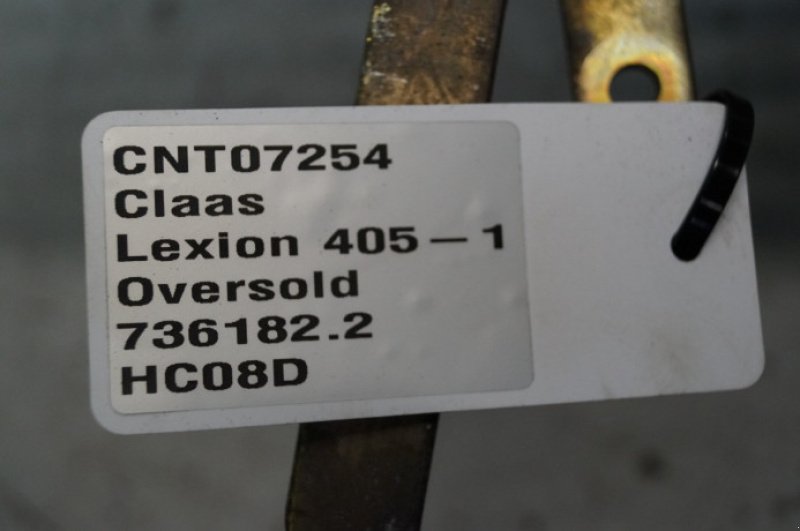 CNT07254
Claas
Lexion 405-1
Oversold
736182.2
HC08D